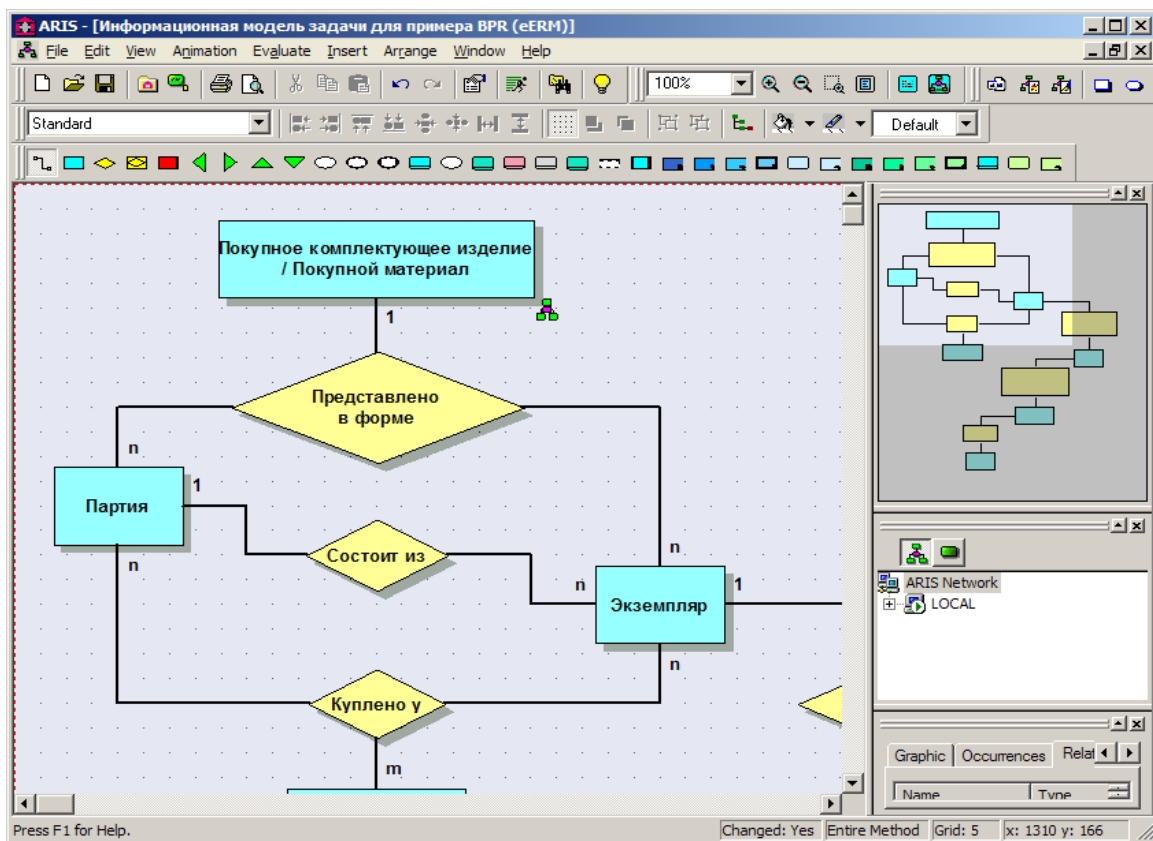 ARIS - [Информационная модель задачи для примера BPR (eERM)]
File Edit View Animation Evaluate Insert Arrange Window Help
100%
Standard
Default
Покупное комплектующее изделие
/ Покупной материал
1
Представлено
в форме
n
Партия
1
Состоит из
n
n
n
Экземпляр
1
n
Куплено у
m
ARIS Network
LOCAL
Graphic Occurrences Relat
Name Type
Press F1 for Help.
Changed: Yes Entire Method Grid: 5 x: 1310 y: 166